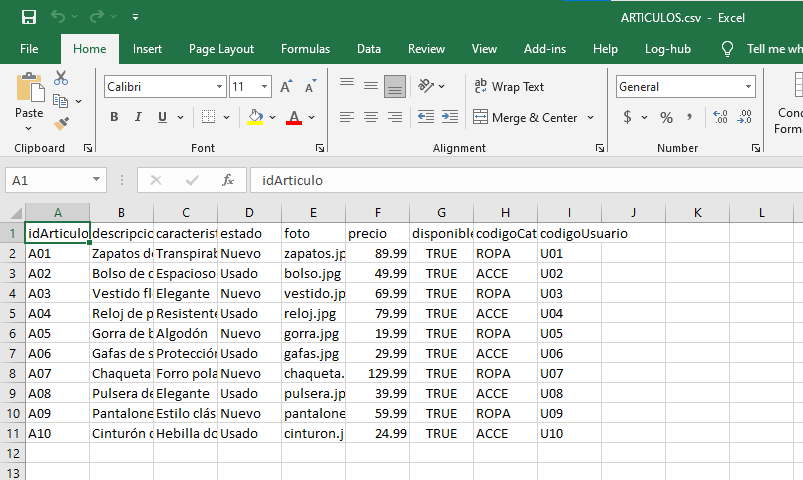 ARTICULOS.csv - Excel
File Home Insert Page Layout Formulas Data Review View Add-ins Help Log-hub Tell me wh
Paste
Calibri 11 A A
B I U A
Clipboard Font
ab Wrap Text
Merge & Center
Alignment
General
$ % ,
Number
Cond
Forma
A1 fx idArticulo
A B C D E F G H I J K L
1 idArticulo descripcio caracterist estado foto precio disponible codigoCat codigoUsuario
2 A01 Zapatos de Transpirab Nuevo zapatos.jp 89.99 TRUE ROPA U01
3 A02 Bolso de c Espacioso Usado bolso.jpg 49.99 TRUE ACCE U02
4 A03 Vestido fl Elegante Nuevo vestido.jp 69.99 TRUE ROPA U03
5 A04 Reloj de p Resistente Usado reloj.jpg 79.99 TRUE ACCE U04
6 A05 Gorra de b Algodón Nuevo gorra.jpg 19.99 TRUE ROPA U05
7 A06 Gafas de s Protección Usado gafas.jpg 29.99 TRUE ACCE U06
8 A07 Chaqueta Forro pola Nuevo chaqueta. 129.99 TRUE ROPA U07
9 A08 Pulsera de Elegante Usado pulsera.jp 39.99 TRUE ACCE U08
10 A09 Pantalone Estilo clás Nuevo pantalone 59.99 TRUE ROPA U09
11 A10 Cinturón c Hebilla do Usado cinturon.j 24.99 TRUE ACCE U10
12
13